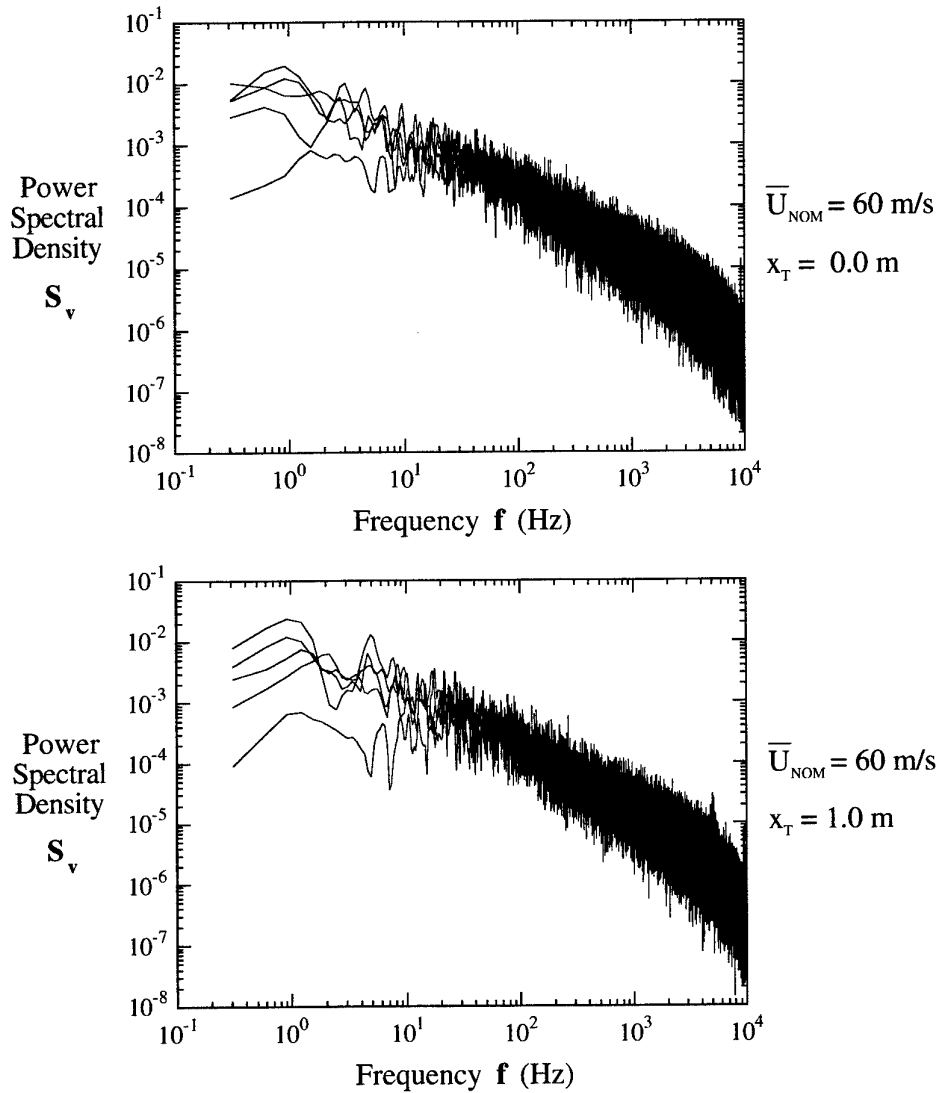 10^-1
10^-2
10^-3
10^-4
10^-5
10^-6
10^-7
10^-8
Power
Spectral
Density
S_v
U̅_NOM = 60 m/s
x_T = 0.0 m
10^-1 10^0 10^1 10^2 10^3 10^4
Frequency f (Hz)
10^-1
10^-2
10^-3
10^-4
10^-5
10^-6
10^-7
10^-8
Power
Spectral
Density
S_v
U̅_NOM = 60 m/s
x_T = 1.0 m
10^-1 10^0 10^1 10^2 10^3 10^4
Frequency f (Hz)